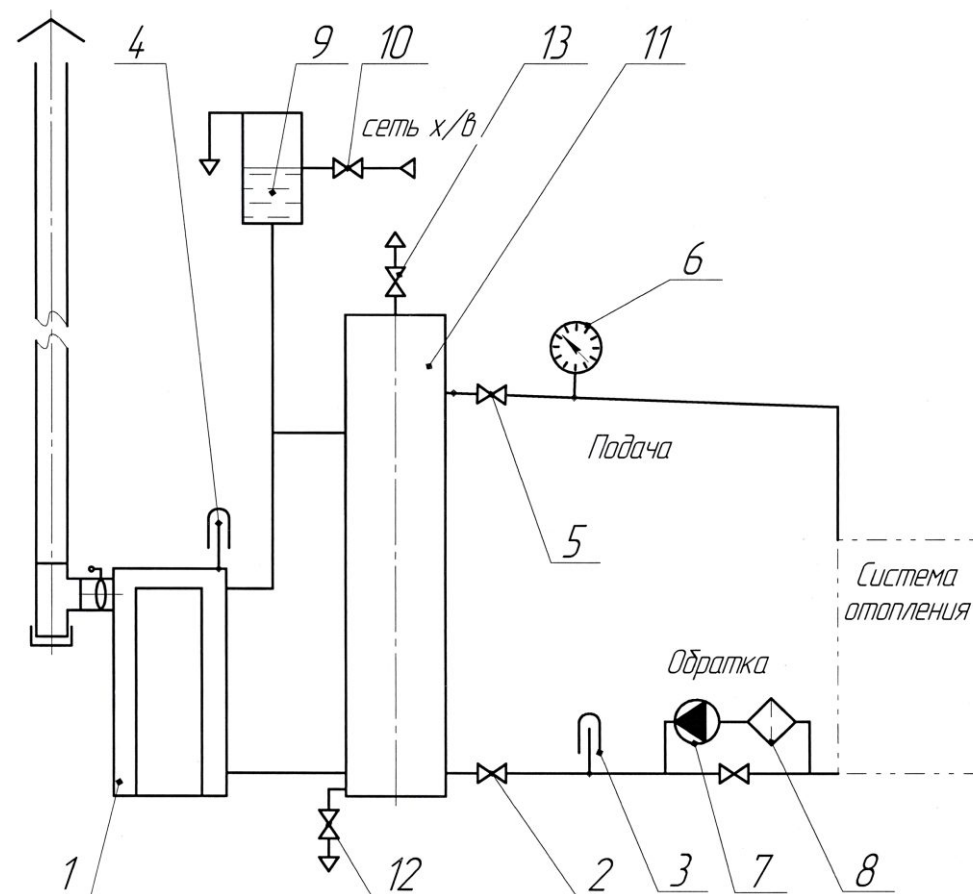 4 9 10 13 11
сеть х/в
6
Подача
5
Система
отопления
Обратка
1 12 2 3 7 8